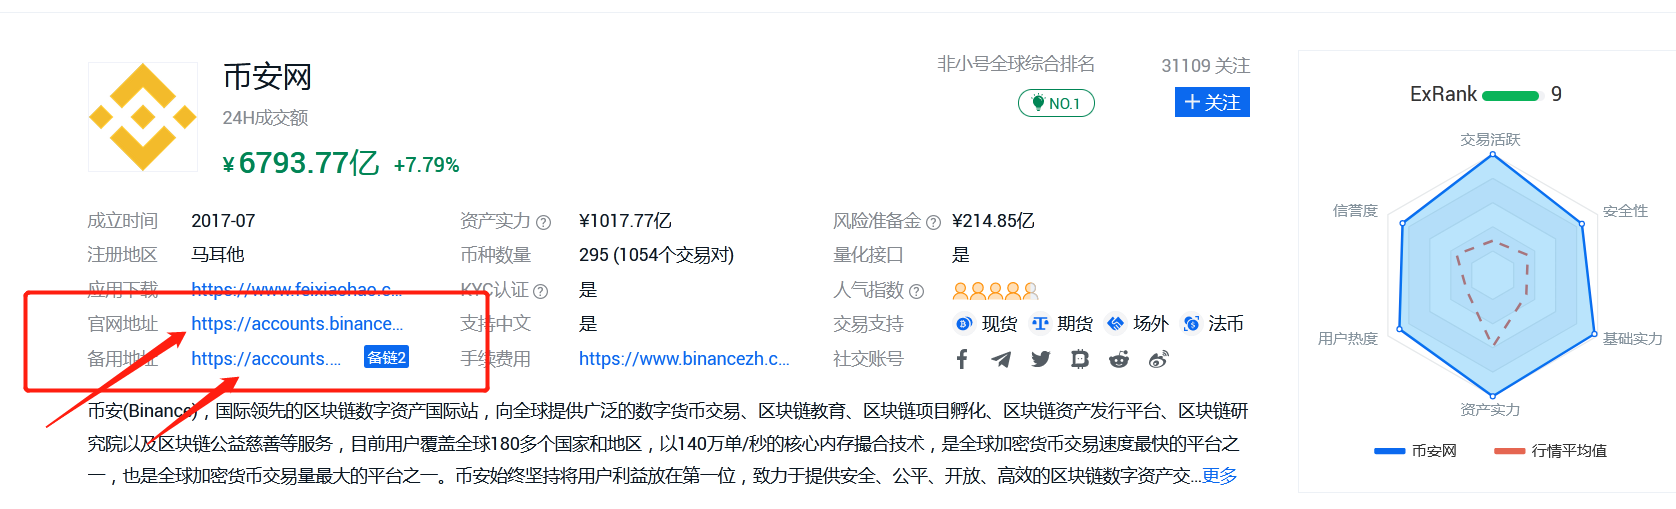 币安网
24H成交额
¥6793.77亿 +7.79%
非小号全球综合排名
NO.1
31109 关注
+ 关注
成立时间 2017-07 资产实力 ? ¥1017.77亿 风险准备金 ? ¥214.85亿
注册地区 马耳他 币种数量 295 (1054个交易对) 量化接口 是
应用下载 https://www.feixiaohao.c... KYC认证 ? 是 人气指数 ?
官网地址 https://accounts.binance... 支持中文 是 交易支持 现货 期货 场外 法币
备用地址 https://accounts.... 备链2 手续费用 https://www.binancezh.c... 社交账号
币安(Binance)，国际领先的区块链数字资产国际站，向全球提供广泛的数字货币交易、区块链教育、区块链项目孵化、区块链资产发行平台、区块链研
究院以及区块链公益慈善等服务，目前用户覆盖全球180多个国家和地区，以140万单/秒的核心内存撮合技术，是全球加密货币交易速度最快的平台之
一，也是全球加密货币交易量最大的平台之一。币安始终坚持将用户利益放在第一位，致力于提供安全、公平、开放、高效的区块链数字资产交...更多
ExRank 9
交易活跃
信誉度
安全性
用户热度
基础实力
资产实力
币安网 行情平均值